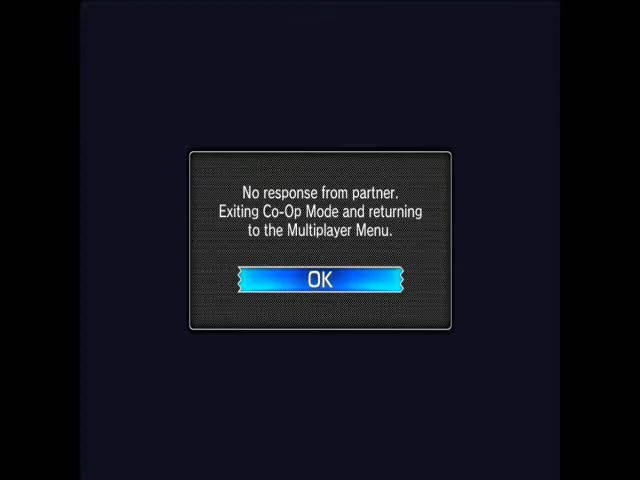 No response from partner.
Exiting Co-Op Mode and returning
to the Multiplayer Menu.
OK